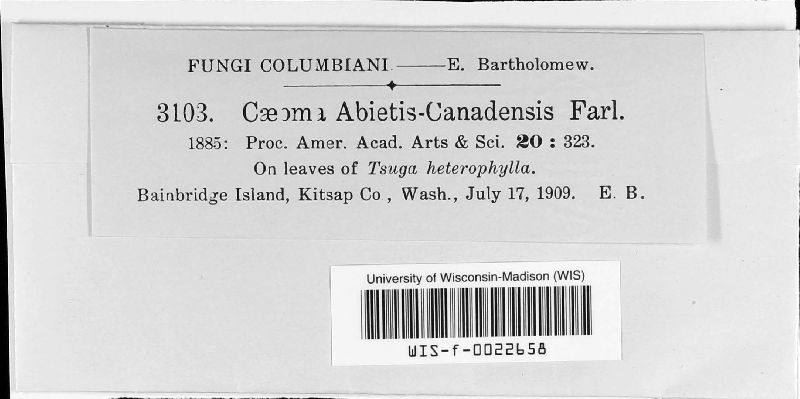 FUNGI COLUMBIANI——E. Bartholomew.
3103. Cæoma Abietis-Canadensis Farl.
1885: Proc. Amer. Acad. Arts & Sci. 20 : 323.
On leaves of Tsuga heterophylla.
Bainbridge Island, Kitsap Co , Wash., July 17, 1909. E. B.
University of Wisconsin-Madison (WIS)
WIS-f-0022658